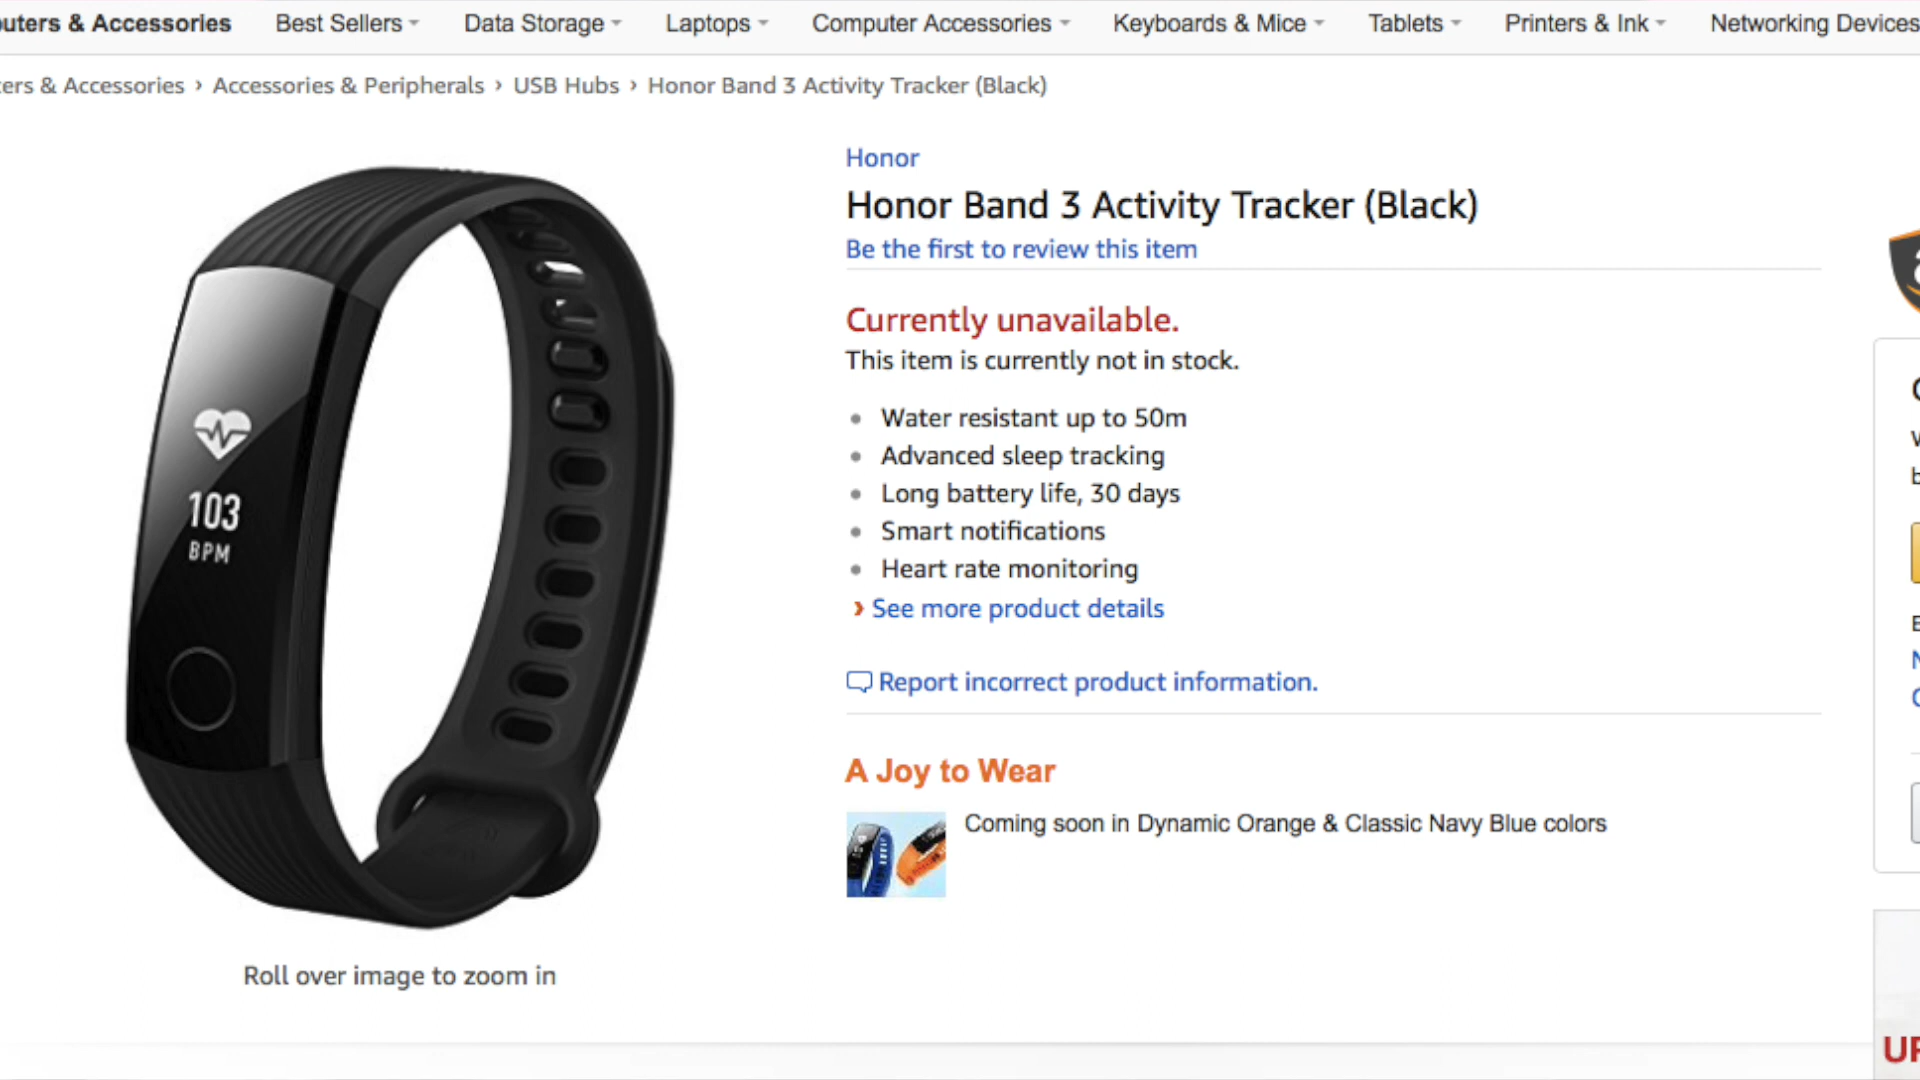 uters & Accessories Best Sellers Data Storage Laptops Computer Accessories Keyboards & Mice Tablets Printers & Ink Networking Devices
ers & Accessories › Accessories & Peripherals › USB Hubs › Honor Band 3 Activity Tracker (Black)
Honor
Honor Band 3 Activity Tracker (Black)
Be the first to review this item
Currently unavailable.
This item is currently not in stock.
Water resistant up to 50m
Advanced sleep tracking
Long battery life, 30 days
Smart notifications
Heart rate monitoring
› See more product details
Report incorrect product information.
A Joy to Wear
Coming soon in Dynamic Orange & Classic Navy Blue colors
103
BPM
Roll over image to zoom in